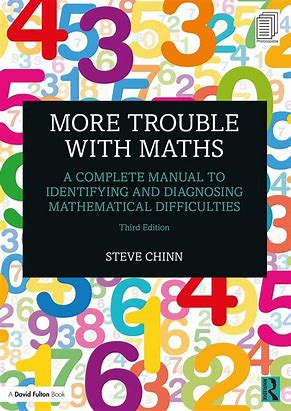 MORE TROUBLE
WITH MATHS
A COMPLETE MANUAL TO
IDENTIFYING AND DIAGNOSING
MATHEMATICAL DIFFICULTIES
Third Edition
STEVE CHINN
A David Fulton Book